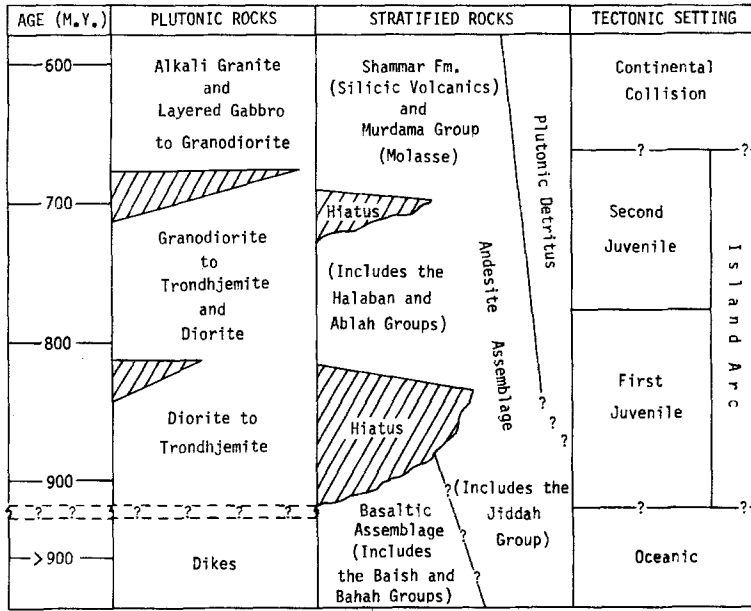 AGE (M.Y.)
PLUTONIC ROCKS
STRATIFIED ROCKS
TECTONIC SETTING
600
700
800
900
>900
Alkali Granite
and
Layered Gabbro
to Granodiorite
Granodiorite
to
Trondhjemite
and
Diorite
Diorite to
Trondhjemite
? ? ? ? ?
Dikes
Shammar Fm.
(Silicic Volcanics)
and
Murdama Group
(Molasse)
Hiatus
(Includes the
Halaban and
Ablah Groups)
Hiatus
Basaltic
Assemblage
(Includes
the Baish and
Bahah Groups)
?
?
?
Andesite Assemblage
(Includes the
Jiddah
Group)
Plutonic Detritus
?
?
?
Continental
Collision
? ?
Second
Juvenile
First
Juvenile
Island Arc
? ?
Oceanic